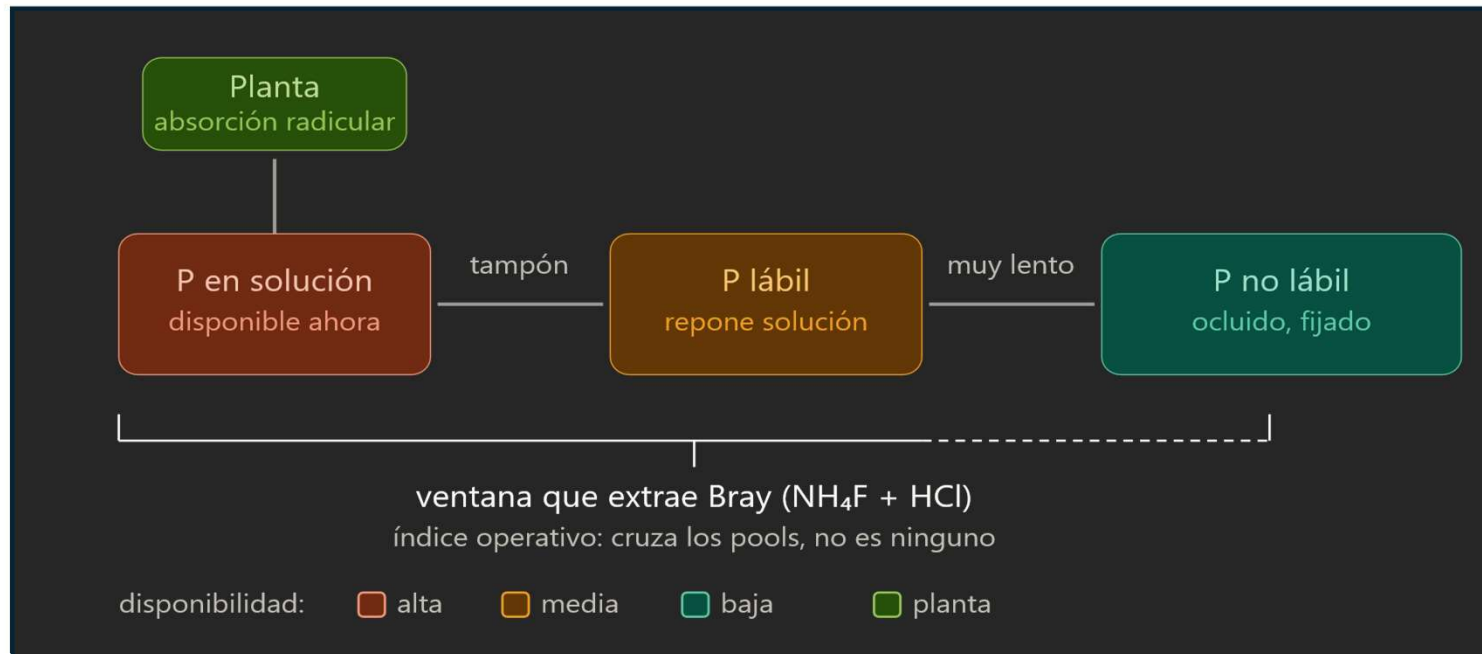 Planta
absorción radicular
P en solución
disponible ahora
tampón
P lábil
repone solución
muy lento
P no lábil
ocluido, fijado
ventana que extrae Bray (NH₄F + HCl)
índice operativo: cruza los pools, no es ninguno
disponibilidad: alta media baja planta